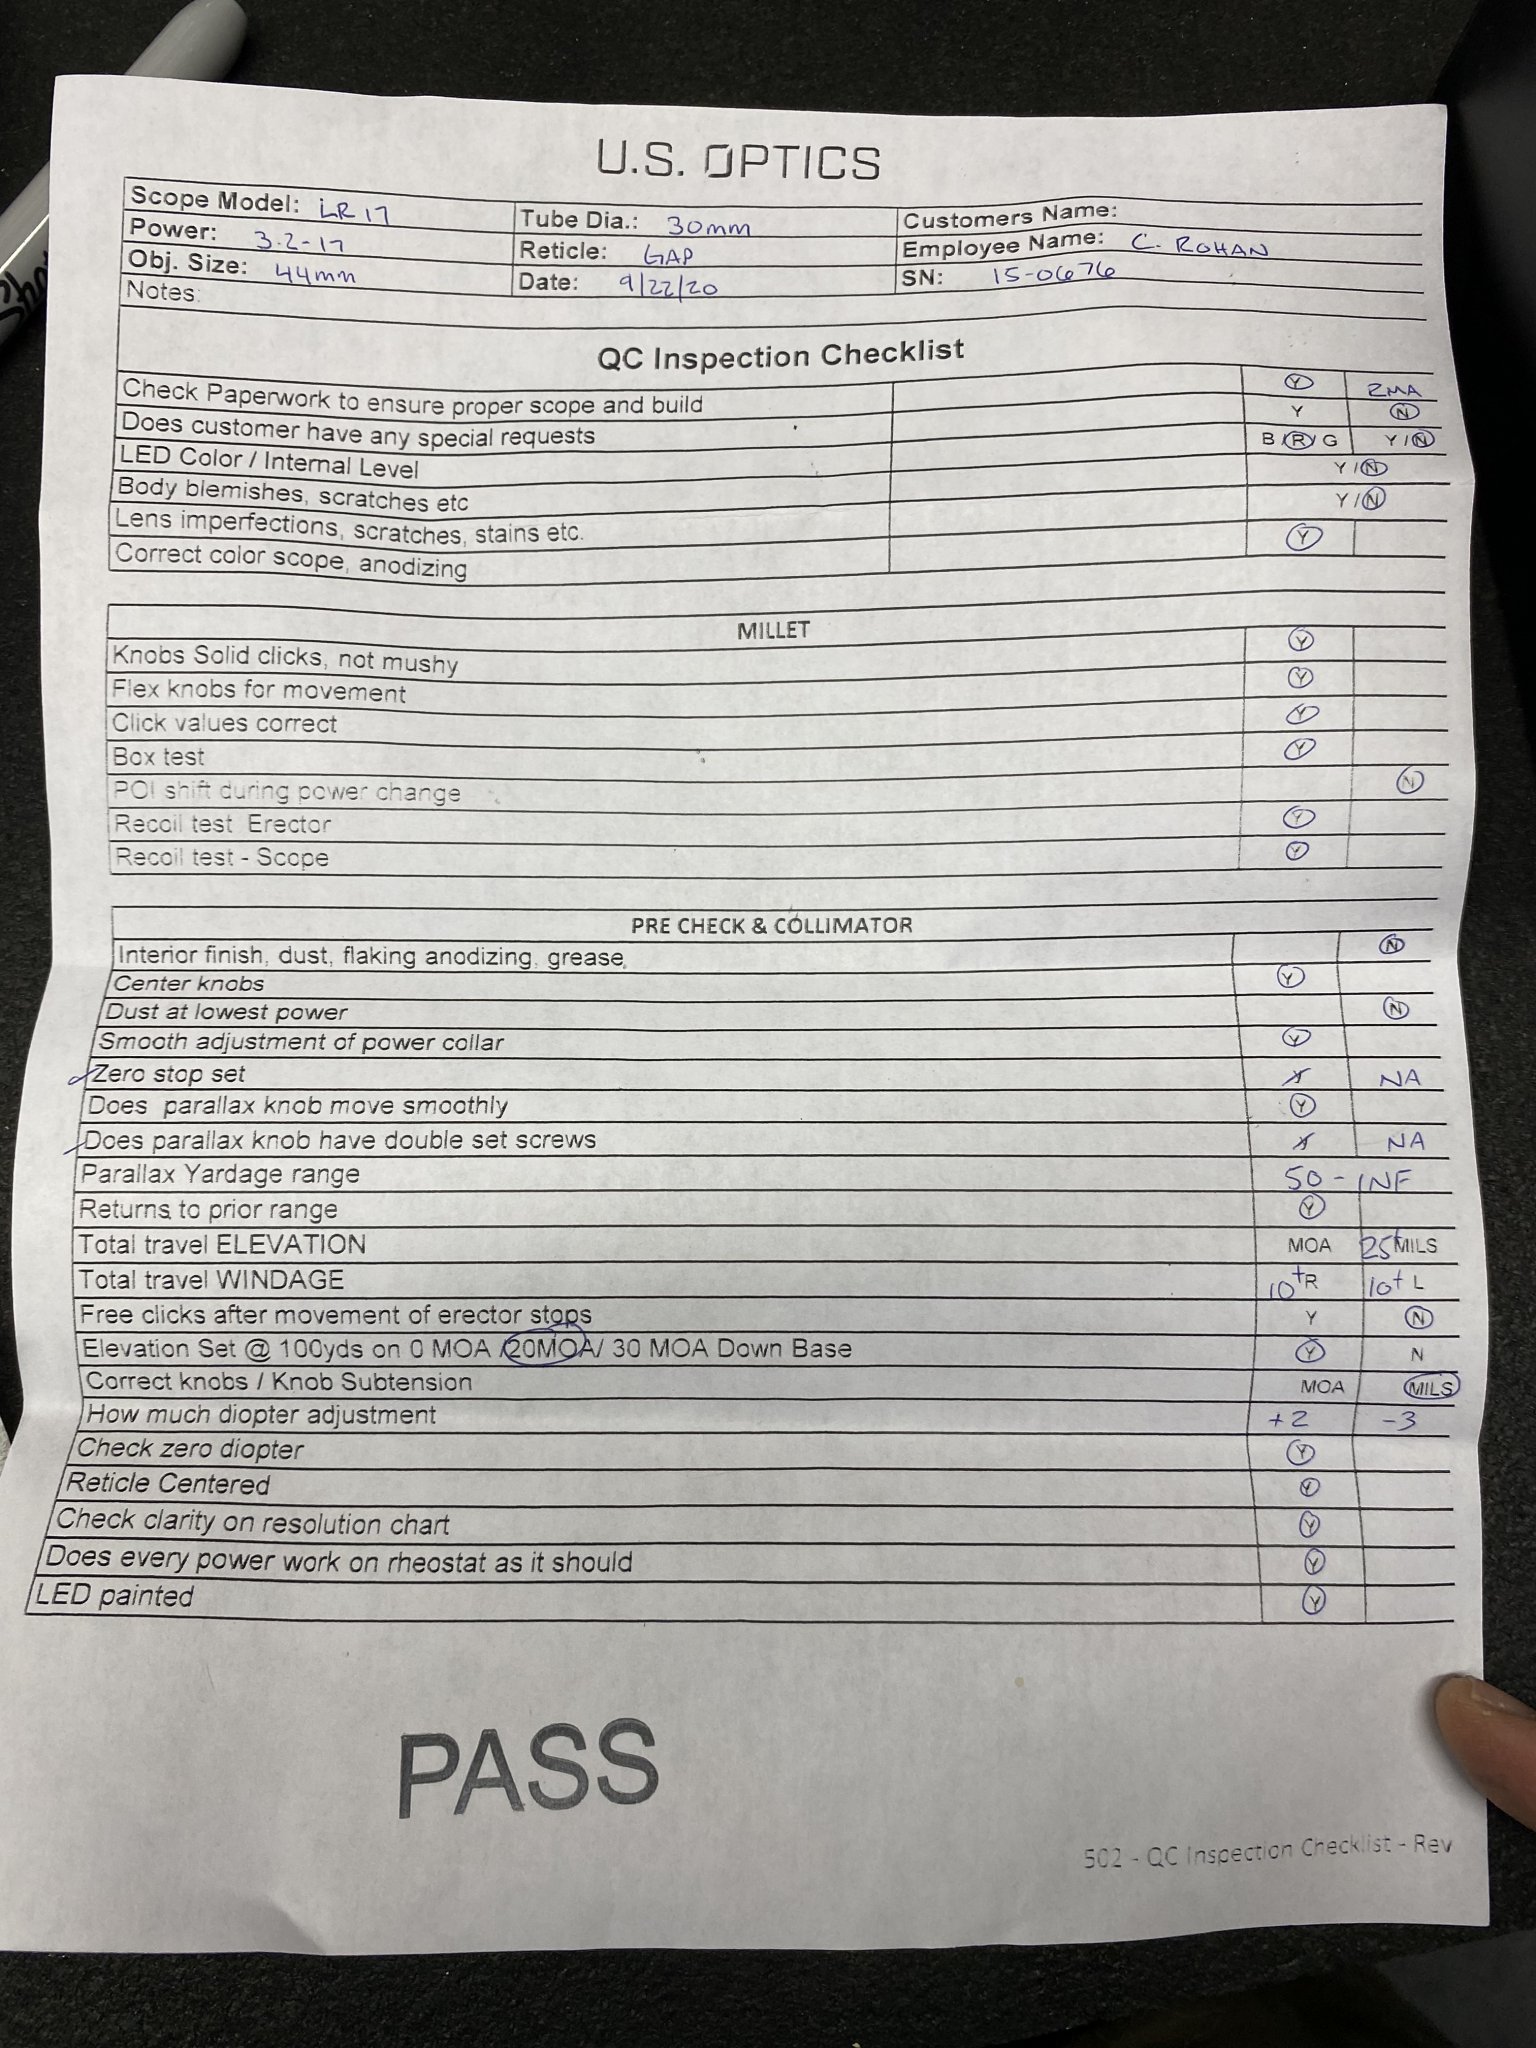 U.S. OPTICS
Scope Model: LR 17 Tube Dia.: 30mm Customers Name:
Power: 3.2-17 Reticle: GAP Employee Name: C. ROHAN
Obj. Size: 44mm Date: 9/22/20 SN: 15-0676
Notes:
QC Inspection Checklist
Check Paperwork to ensure proper scope and build Y RMA
Does customer have any special requests Y N
LED Color / Internal Level B/R/G Y/N
Body blemishes, scratches etc Y/N
Lens imperfections, scratches, stains etc. Y/N
Correct color scope, anodizing Y
MILLET
Knobs Solid clicks, not mushy Y
Flex knobs for movement Y
Click values correct Y
Box test Y
POI shift during power change N
Recoil test Erector Y
Recoil test - Scope Y
PRE CHECK & COLLIMATOR
Interior finish, dust, flaking anodizing, grease, N
Center knobs Y
Dust at lowest power N
Smooth adjustment of power collar Y
Zero stop set Y NA
Does parallax knob move smoothly Y
Does parallax knob have double set screws Y NA
Parallax Yardage range 50 - INF
Returns to prior range Y
Total travel ELEVATION MOA 25+ MILS
Total travel WINDAGE 10+ R 10+ L
Free clicks after movement of erector stops Y N
Elevation Set @ 100yds on 0 MOA /20MOA/ 30 MOA Down Base Y N
Correct knobs / Knob Subtension MOA MILS
How much diopter adjustment +2 -3
Check zero diopter Y
Reticle Centered Y
Check clarity on resolution chart Y
Does every power work on rheostat as it should Y
LED painted Y
PASS
502 - QC Inspection Checklist - Rev